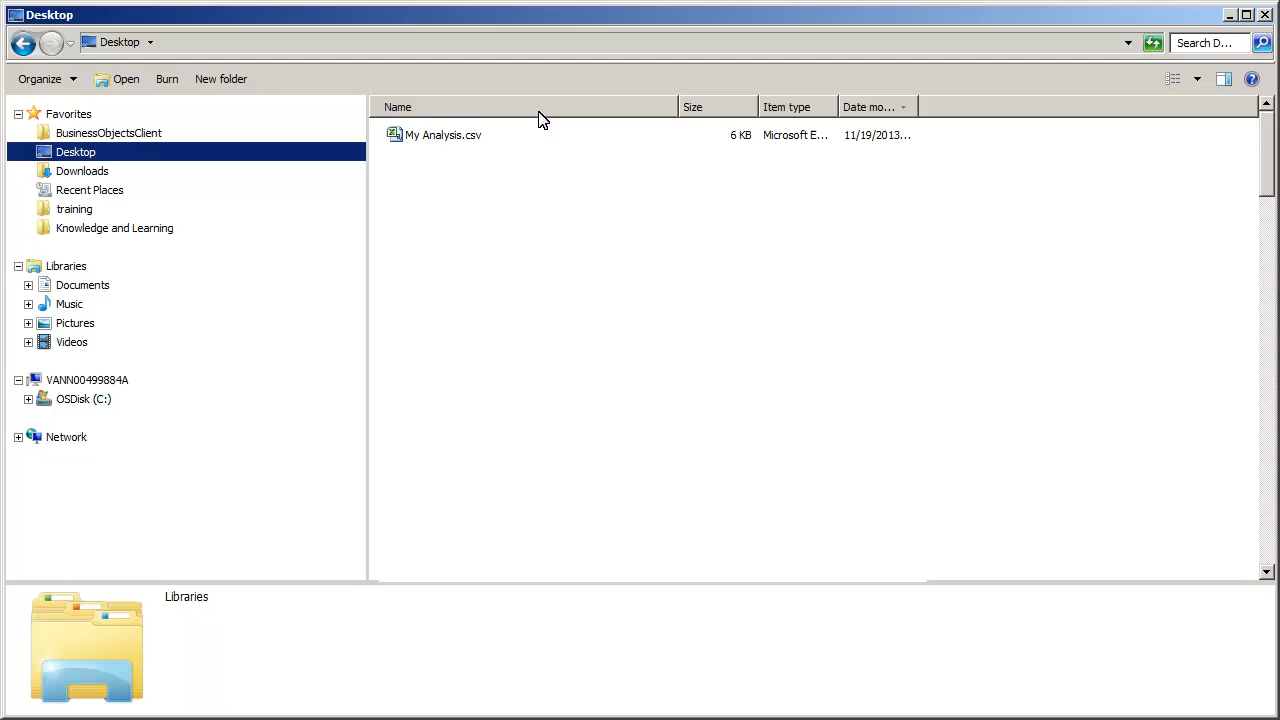 Desktop
Desktop
Search D...
Organize
Open
Burn
New folder
Name
Size
Item type
Date mo...
Favorites
BusinessObjectsClient
Desktop
Downloads
Recent Places
training
Knowledge and Learning
Libraries
Documents
Music
Pictures
Videos
VANN00499884A
OSDisk (C:)
Network
My Analysis.csv
6 KB
Microsoft E...
11/19/2013...
Libraries